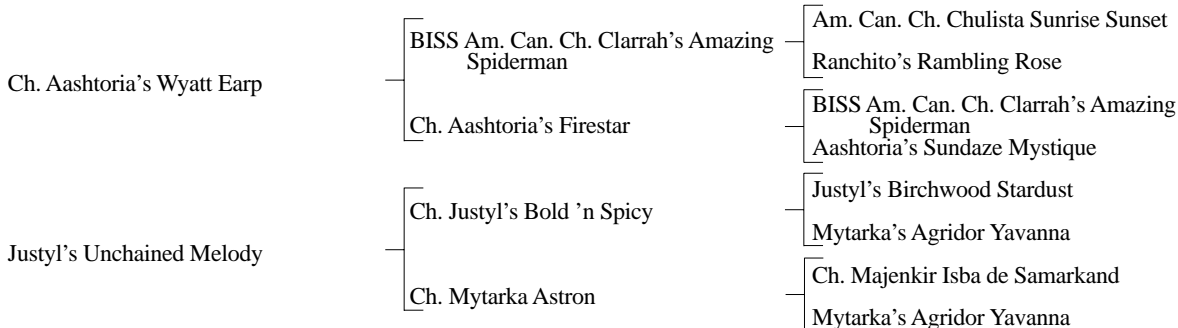 Ch. Aashtoria’s Wyatt Earp
Justyl’s Unchained Melody
BISS Am. Can. Ch. Clarrah’s Amazing
Spiderman
Ch. Aashtoria’s Firestar
Ch. Justyl’s Bold ’n Spicy
Ch. Mytarka Astron
Am. Can. Ch. Chulista Sunrise Sunset
Ranchito’s Rambling Rose
BISS Am. Can. Ch. Clarrah’s Amazing
Spiderman
Aashtoria’s Sundaze Mystique
Justyl’s Birchwood Stardust
Mytarka’s Agridor Yavanna
Ch. Majenkir Isba de Samarkand
Mytarka’s Agridor Yavanna